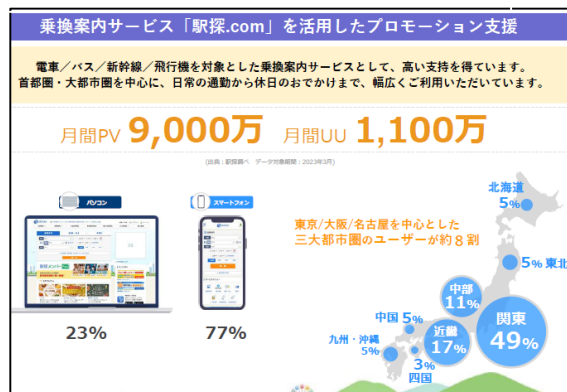 乗換案内サービス「駅探.com」を活用したプロモーション支援
電車／バス／新幹線／飛行機を対象とした乗換案内サービスとして、高い支持を得ています。
首都圏・大都市圏を中心に、日常の通勤から休日のおでかけまで、幅広くご利用いただいています。
月間PV 9,000万 月間UU 1,100万
(出典：駅探調べ データ対象期間：2023年3月)
パソコン
スマートフォン
23%
77%
東京/大阪/名古屋を中心とした
三大都市圏のユーザーが約８割
北海道
5%
5% 東北
中部
11%
関東
49%
中国 5%
近畿
17%
九州・沖縄
5%
3%
四国